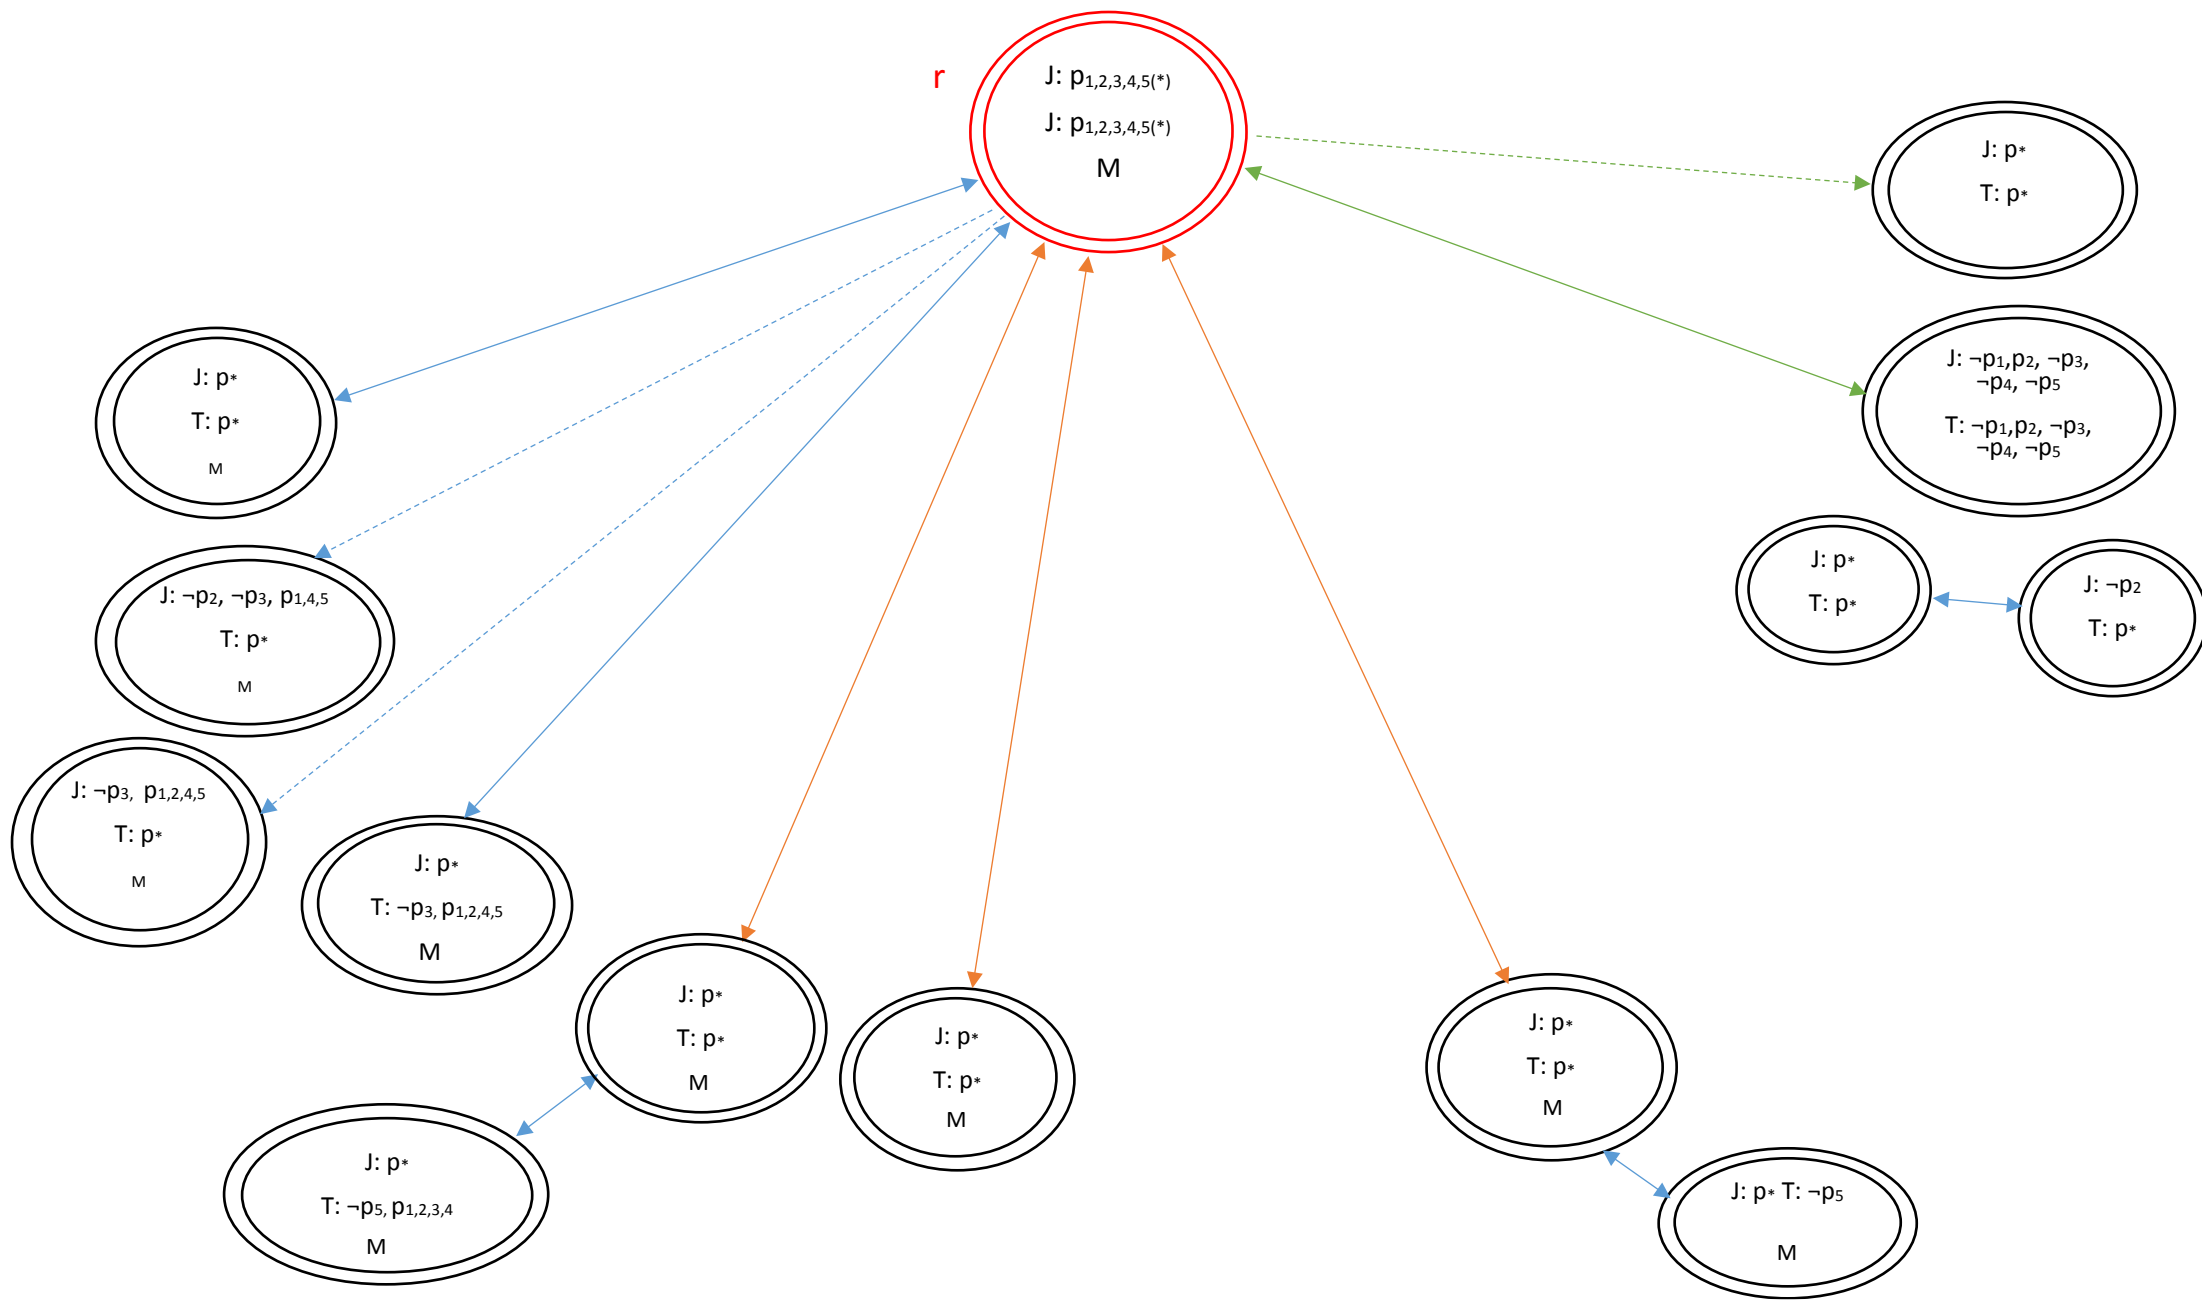 r
J: p₁,₂,₃,₄,₅(*)
J: p₁,₂,₃,₄,₅(*)
M
J: p*
T: p*
J: ¬p₁,p₂, ¬p₃,
¬p₄, ¬p₅
T: ¬p₁,p₂, ¬p₃,
¬p₄, ¬p₅
J: p*
T: p*
J: ¬p₂
T: p*
J: p*
T: p*
M
J: ¬p₂, ¬p₃, p₁,₄,₅
T: p*
M
J: ¬p₃, p₁,₂,₄,₅
T: p*
M
J: p*
T: ¬p₃, p₁,₂,₄,₅
M
J: p*
T: p*
M
J: p*
T: p*
M
J: p*
T: p*
M
J: p*
T: ¬p₅, p₁,₂,₃,₄
M
J: p* T: ¬p₅
M